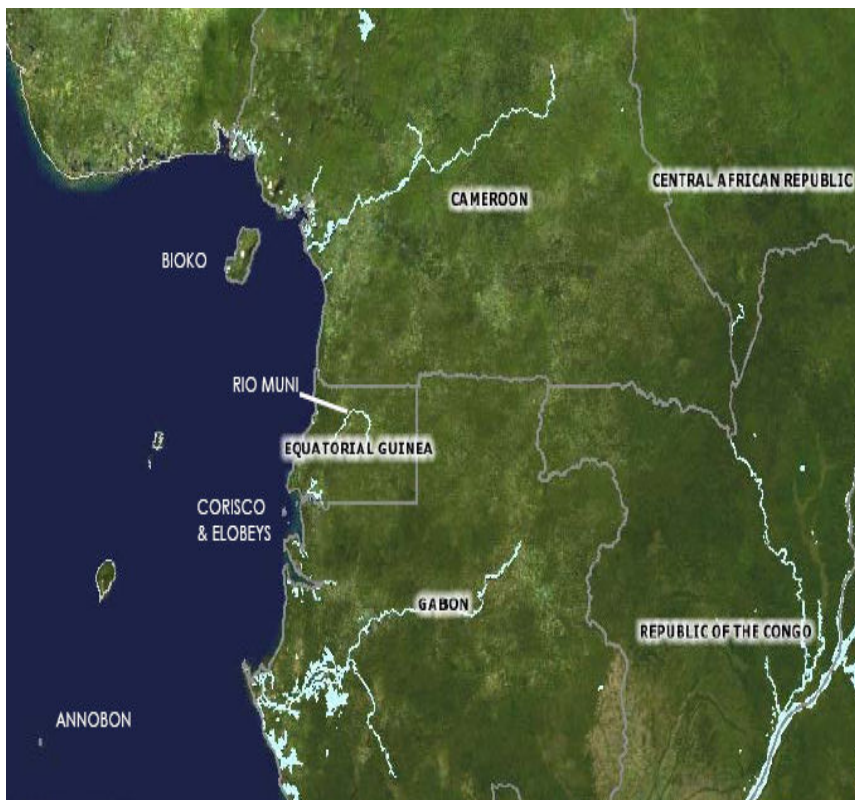 CENTRAL AFRICAN REPUBLIC
CAMEROON
BIOKO
RIO MUNI
EQUATORIAL GUINEA
CORISCO
& ELOBEYS
GABON
REPUBLIC OF THE CONGO
ANNOBON